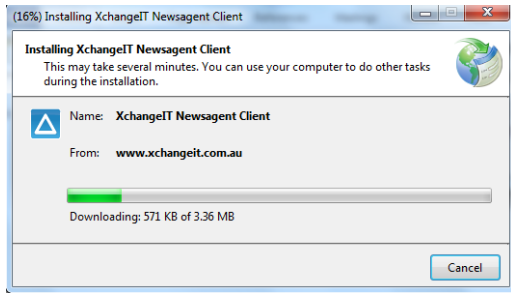 (16%) Installing XchangeIT Newsagent Client
Installing XchangeIT Newsagent Client
This may take several minutes. You can use your computer to do other tasks
during the installation.
Name: XchangeIT Newsagent Client
From: www.xchangeit.com.au
Downloading: 571 KB of 3.36 MB
Cancel